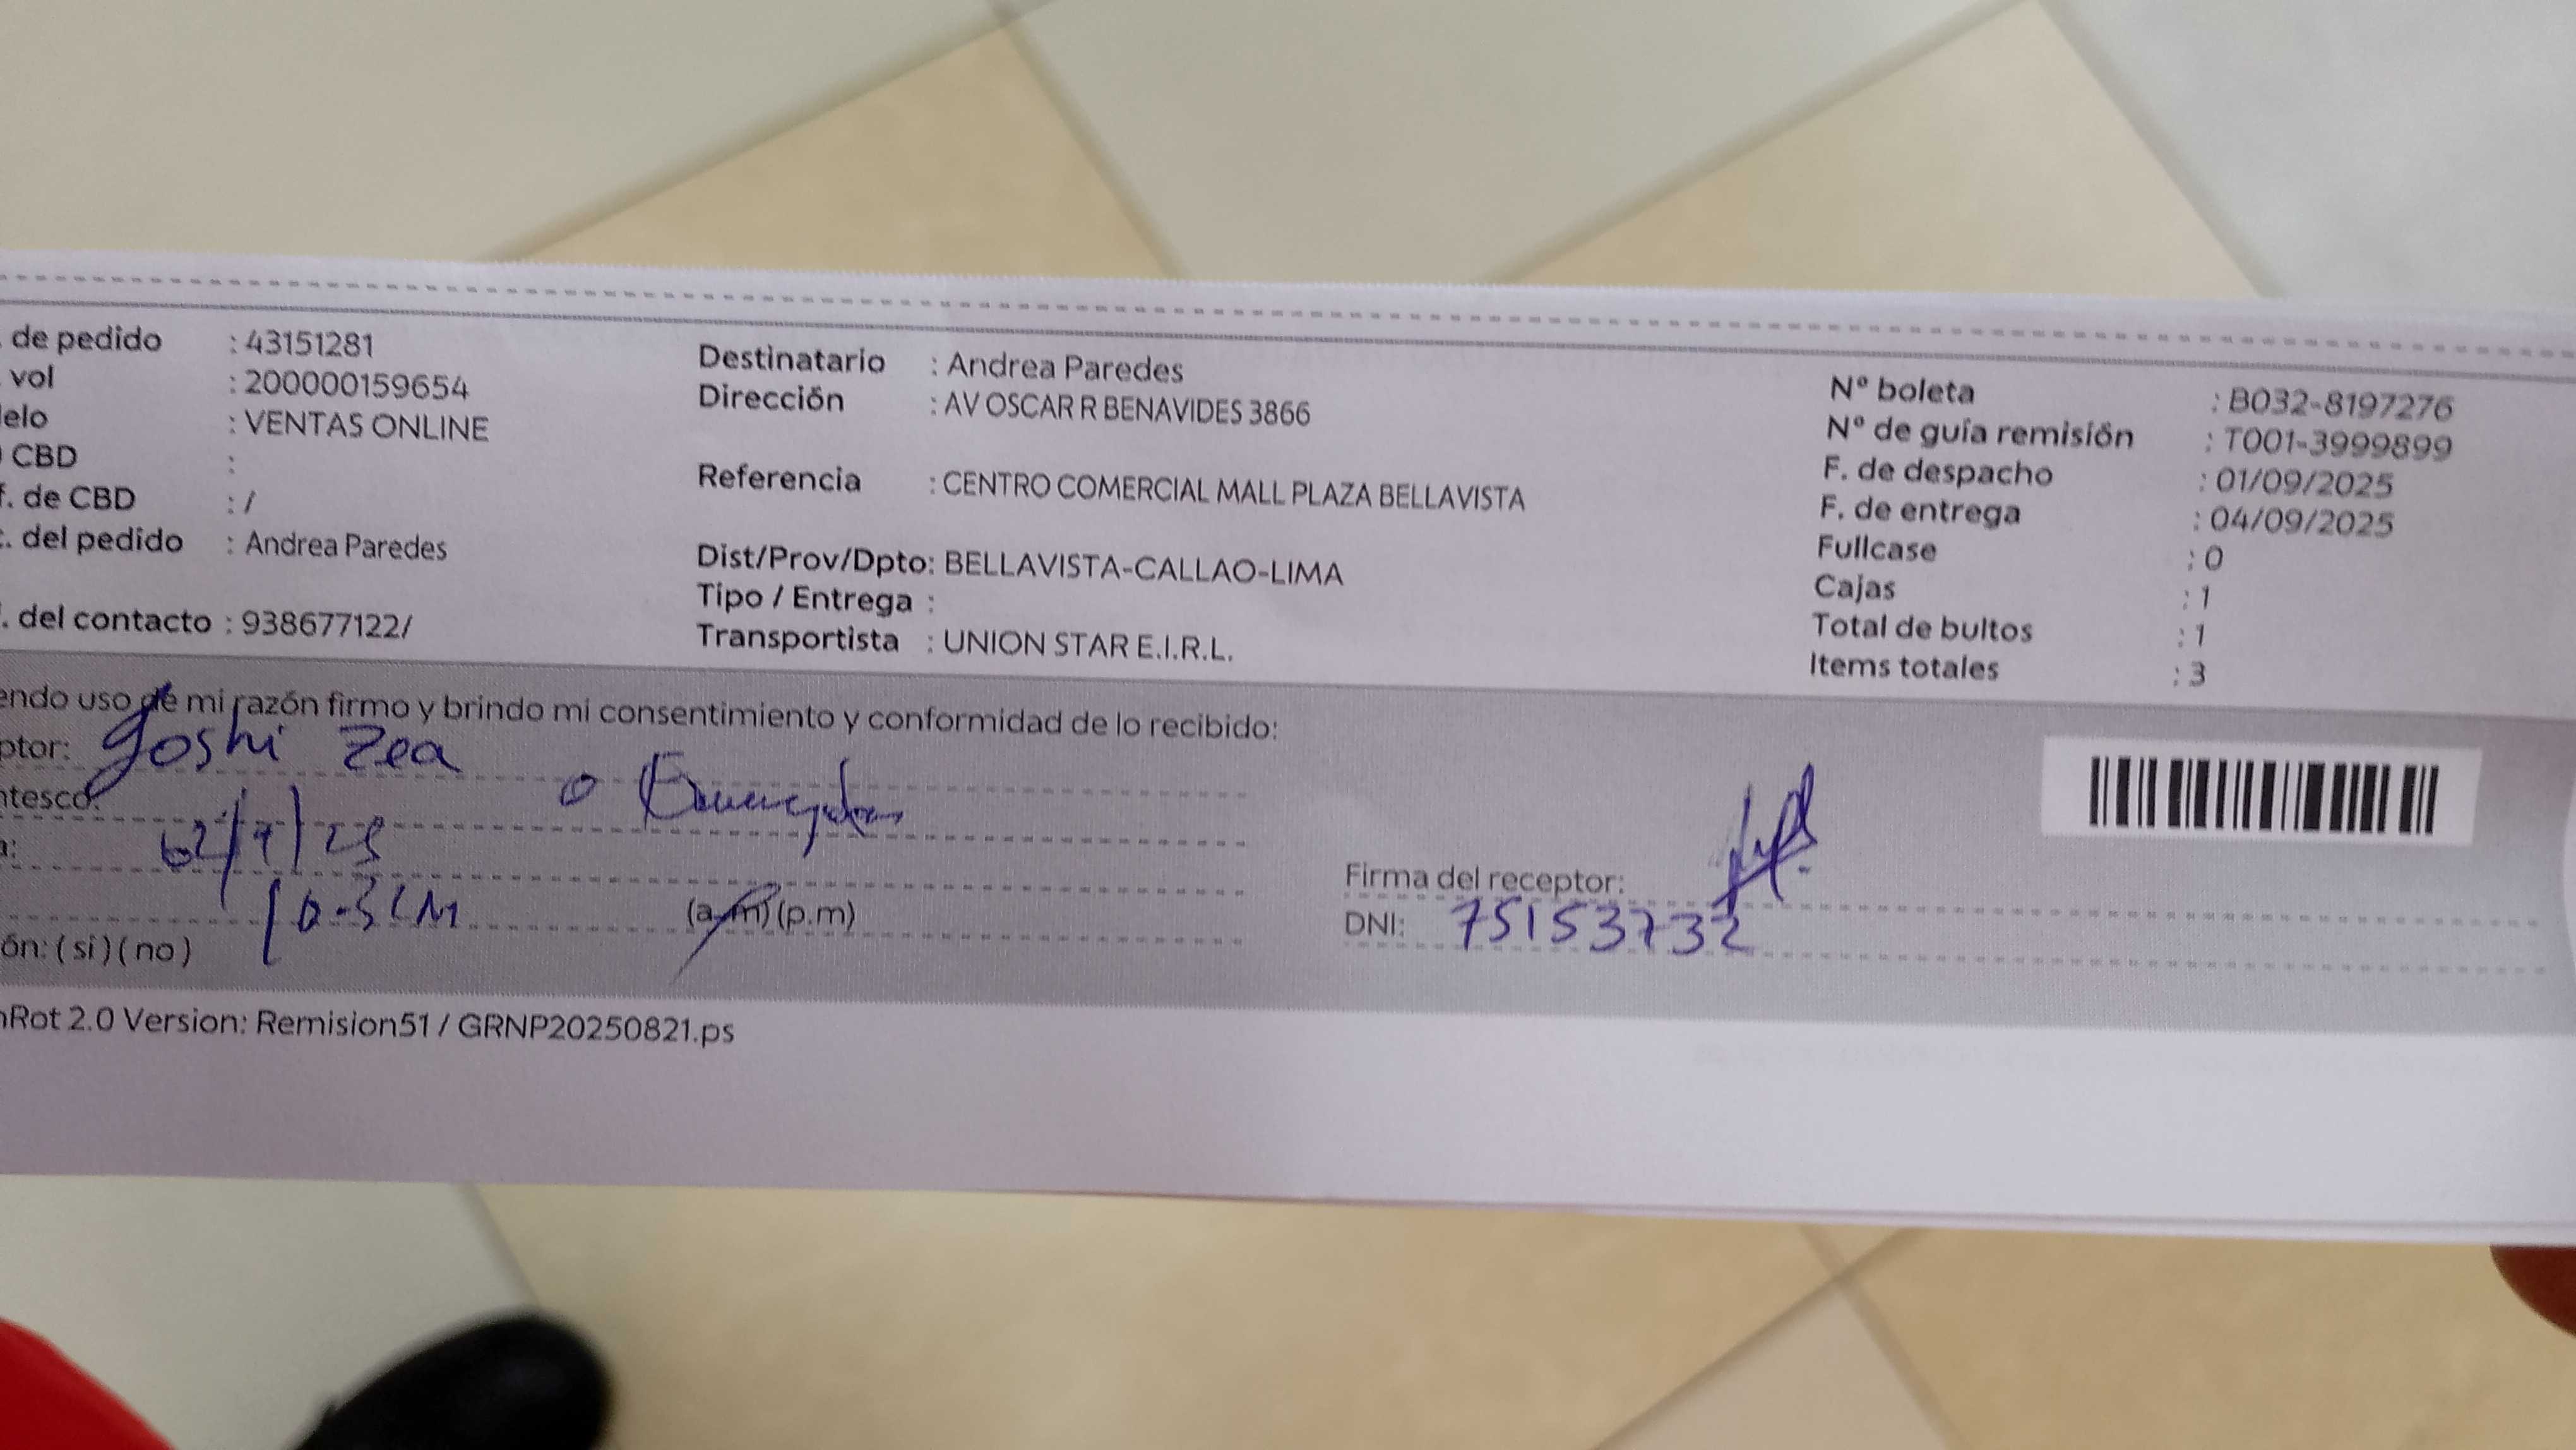 de pedido : 43151281
vol : 200000159654
elo : VENTAS ONLINE
CBD :
f. de CBD : /
. del pedido : Andrea Paredes
. del contacto : 938677122/
Destinatario : Andrea Paredes
Dirección : AV OSCAR R BENAVIDES 3866
Referencia : CENTRO COMERCIAL MALL PLAZA BELLAVISTA
Dist/Prov/Dpto: BELLAVISTA-CALLAO-LIMA
Tipo / Entrega :
Transportista : UNION STAR E.I.R.L.
Nº boleta : B032-8197276
Nº de guía remisión : T001-3999899
F. de despacho : 01/09/2025
F. de entrega : 04/09/2025
Fullcase : 0
Cajas : 1
Total de bultos : 1
Items totales : 3
endo uso de mi razón firmo y brindo mi consentimiento y conformidad de lo recibido:
ptor: Yoshi Zea
ntesco:
a:
(a.m) (p.m)
ón: ( si ) ( no )
Firma del receptor:
DNI: 75153732
nRot 2.0 Version: Remision51 / GRNP20250821.ps